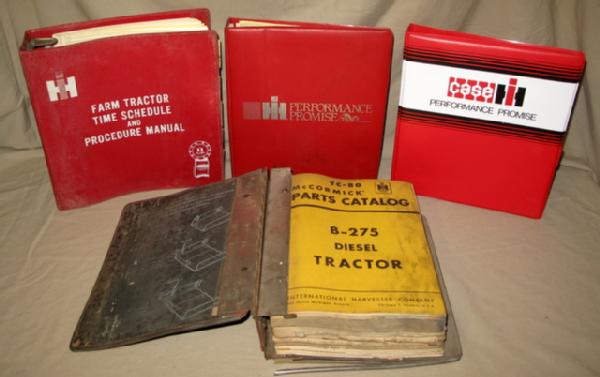 IH
FARM TRACTOR
TIME SCHEDULE
AND
PROCEDURE MANUAL
IH
PERFORMANCE
PROMISE
CASE IH
PERFORMANCE PROMISE
TC-80
McCORMICK
PARTS CATALOG
B-275
DIESEL
TRACTOR
INTERNATIONAL HARVESTER COMPANY